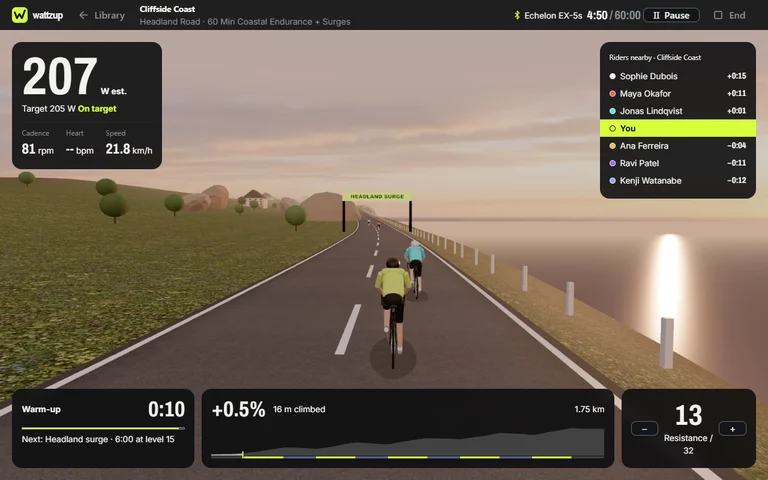 wattzup
Library
Cliffside Coast
Headland Road · 60 Min Coastal Endurance + Surges
Echelon EX-5s 4:50 / 60:00 Pause End
207 W est.
Target 205 W On target
Cadence Heart Speed
81 rpm -- bpm 21.8 km/h
Riders nearby · Cliffside Coast
Sophie Dubois +0:15
Maya Okafor +0:11
Jonas Lindqvist +0:01
You
Ana Ferreira −0:04
Ravi Patel −0:11
Kenji Watanabe −0:12
HEADLAND SURGE
Warm-up 0:10
Next: Headland surge · 6:00 at level 15
+0.5% 16 m climbed 1.75 km
− 13 +
Resistance /
32